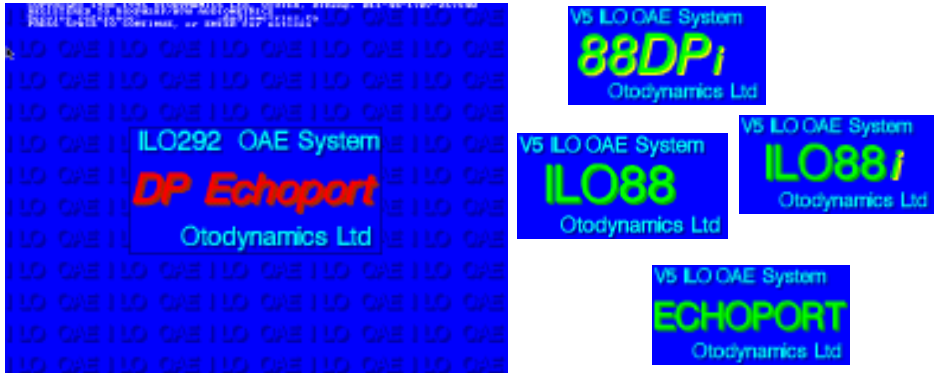 ILO292 OAE System
DP Echoport
Otodynamics Ltd
V5 ILO OAE System
88DPi
Otodynamics Ltd
V5 ILO OAE System
ILO88
Otodynamics Ltd
V5 ILO OAE System
ILO88i
Otodynamics Ltd
V5 ILO OAE System
ECHOPORT
Otodynamics Ltd